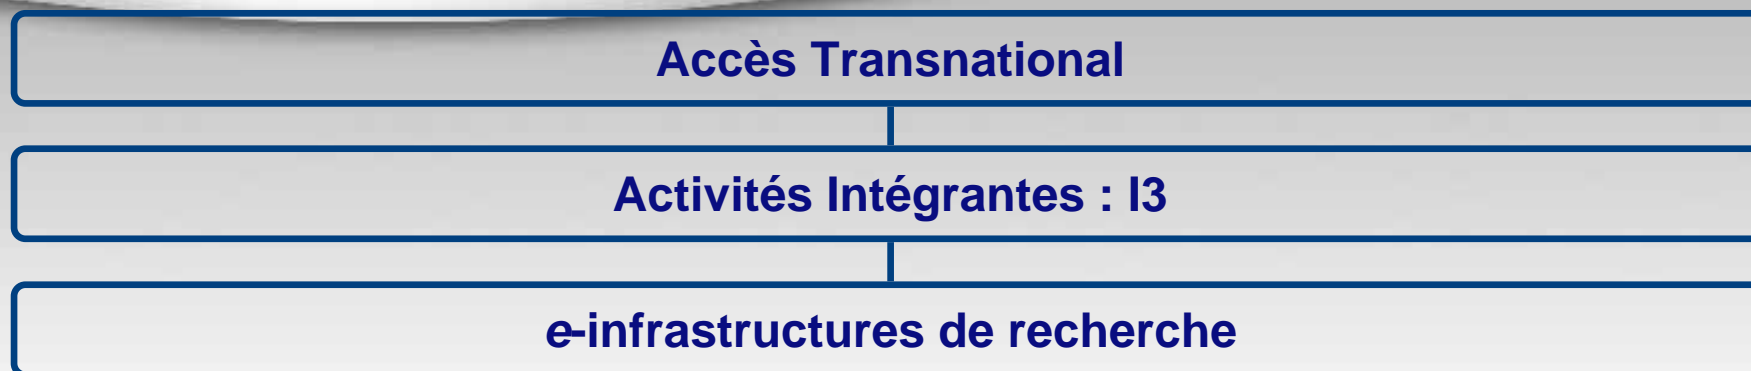 Accès Transnational
Activités Intégrantes : I3
e-infrastructures de recherche